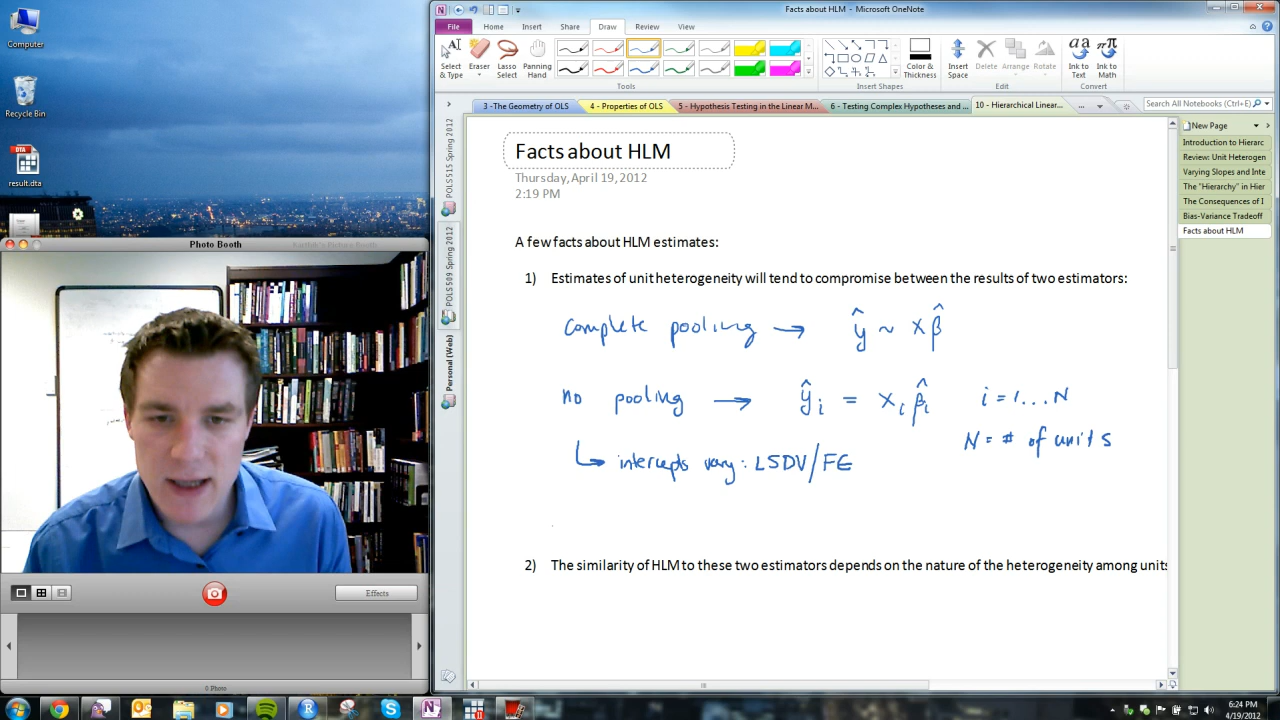 Facts about HLM - Microsoft OneNote
File Home Insert Share Draw Review View
Computer
Recycle Bin
result.dta
Select & Type
Eraser
Lasso Select
Panning Hand
Color & Thickness
Insert Space
Delete
Arrange
Rotate
Ink to Text
Ink to Math
Tools
Insert Shapes
Edit
Convert
3 -The Geometry of OLS
4 - Properties of OLS
5 - Hypothesis Testing in the Linear M...
6 - Testing Complex Hypotheses and ...
10 - Hierarchical Linear...
Search All Notebooks (Ctrl+E)
New Page
Introduction to Hierarc
Review: Unit Heterogen
Varying Slopes and Inte
The "Hierarchy" in Hier
The Consequences of I
Bias-Variance Tradeoff
Facts about HLM
POLS 515 Spring 2012
POLS 509 Spring 2012
Personal (Web)
Facts about HLM
Thursday, April 19, 2012
2:19 PM
A few facts about HLM estimates:
1) Estimates of unit heterogeneity will tend to compromise between the results of two estimators:
complete pooling → ŷ ~ X β̂
no pooling → ŷᵢ = Xᵢ β̂ᵢ i = 1...N
N = # of units
↳ intercepts vary: LSDV/FE
2) The similarity of HLM to these two estimators depends on the nature of the heterogeneity among units
Photo Booth
Effects
0 Photo
6:24 PM
4/19/2012